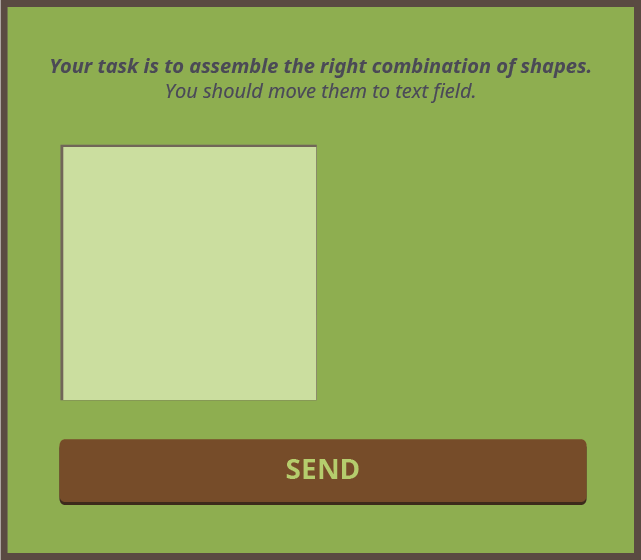 Your task is to assemble the right combination of shapes.
You should move them to text field.
SEND